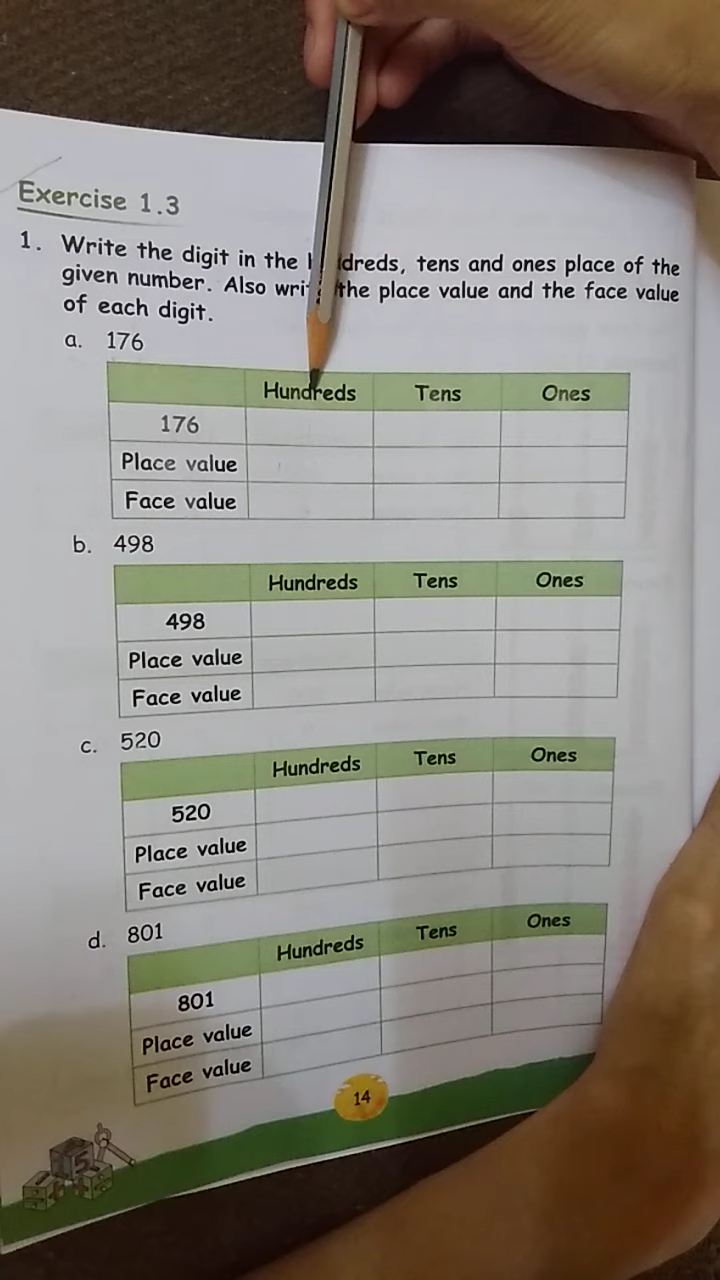 Exercise 1.3
1. Write the digit in the hundreds, tens and ones place of the
given number. Also write the place value and the face value
of each digit.
a. 176
Hundreds Tens Ones
176
Place value
Face value
b. 498
Hundreds Tens Ones
498
Place value
Face value
c. 520
Hundreds Tens Ones
520
Place value
Face value
d. 801
Hundreds Tens Ones
801
Place value
Face value
14
5